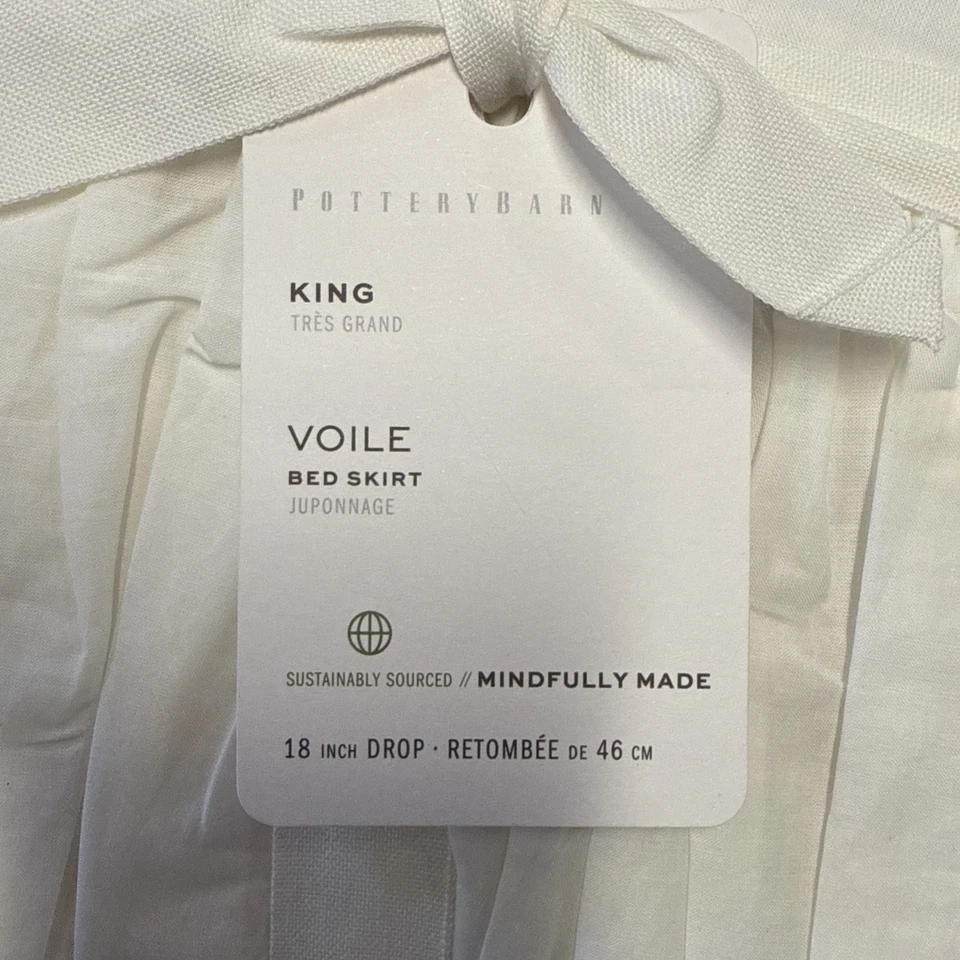 POTTERYBARN
KING
TRÈS GRAND
VOILE
BED SKIRT
JUPONNAGE
SUSTAINABLY SOURCED // MINDFULLY MADE
18 INCH DROP · RETOMBÉE DE 46 CM